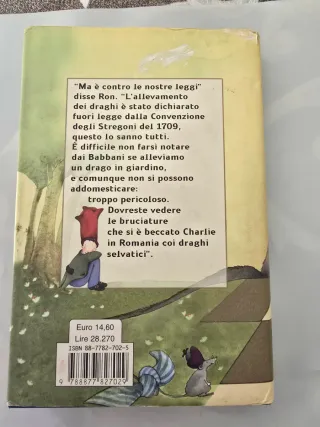 "Ma è contro le nostre leggi"
disse Ron. "L'allevamento
dei draghi è stato dichiarato
fuori legge dalla Convenzione
degli Stregoni del 1709,
questo lo sanno tutti.
È difficile non farsi notare
dai Babbani se alleviamo
un drago in giardino,
e comunque non si possono
addomesticare:
troppo pericoloso.
Dovreste vedere
le bruciature
che si è beccato Charlie
in Romania coi draghi
selvatici".
Euro 14,60
Lire 28.270
ISBN 88-7782-702-5
9 788877 827029